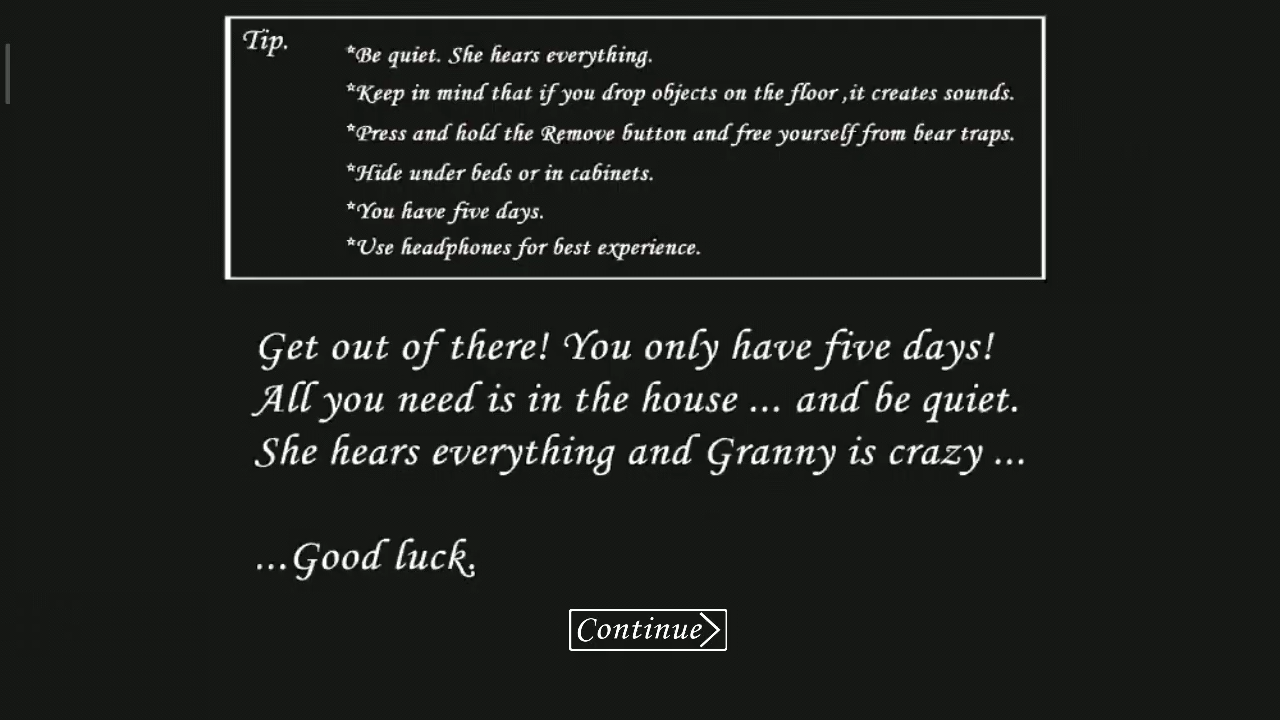 Tip.
*Be quiet. She hears everything.
*Keep in mind that if you drop objects on the floor ,it creates sounds.
*Press and hold the Remove button and free yourself from bear traps.
*Hide under beds or in cabinets.
*You have five days.
*Use headphones for best experience.
Get out of there! You only have five days!
All you need is in the house ... and be quiet.
She hears everything and Granny is crazy ...
...Good luck.
Continue